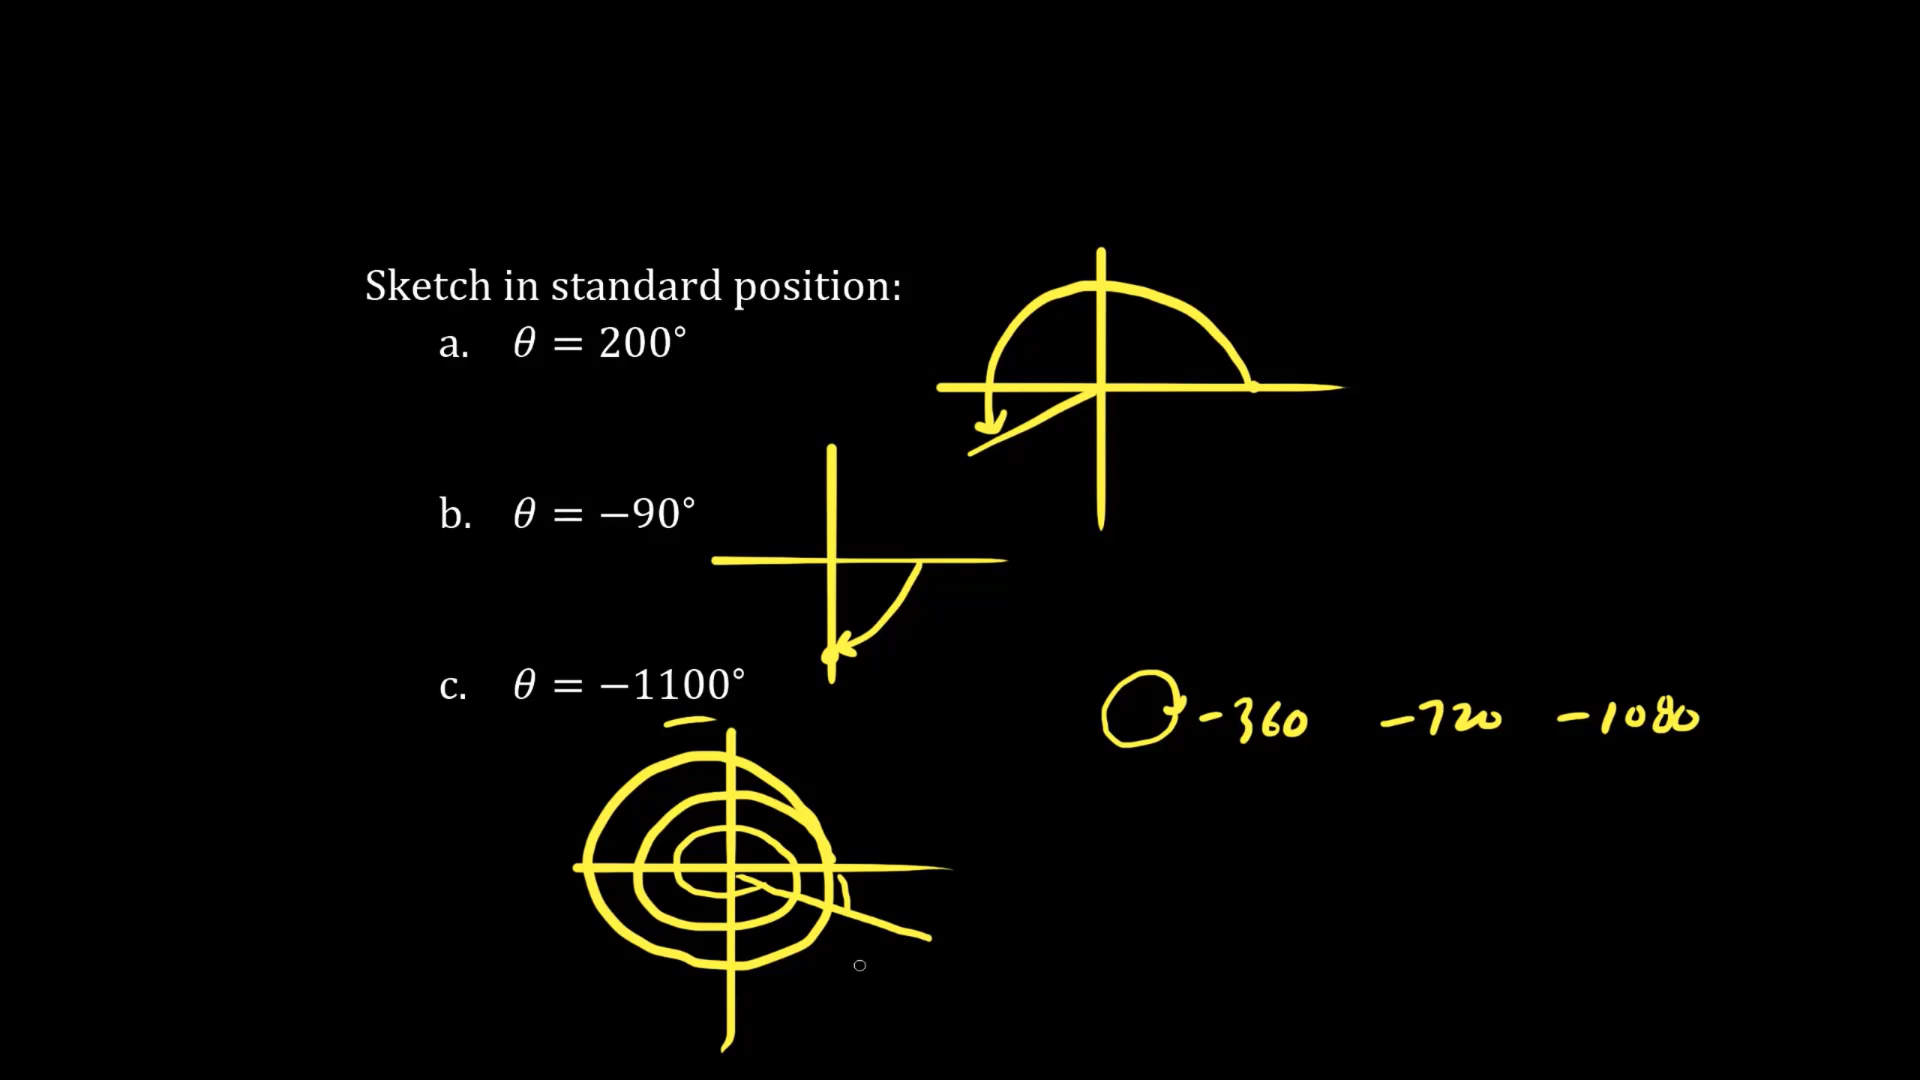 Sketch in standard position:
a. θ = 200°
b. θ = −90°
c. θ = −1100°
-360 -720 -1080